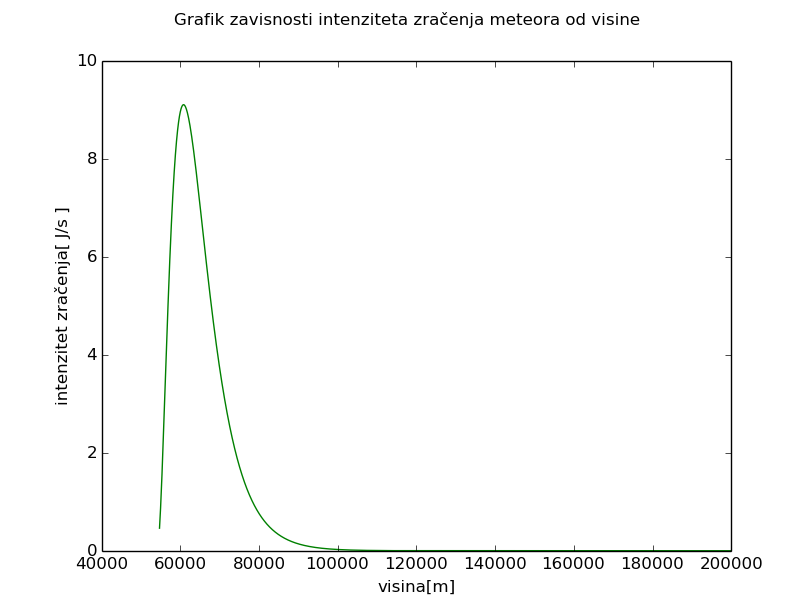 Grafik zavisnosti intenziteta zračenja meteora od visine
10
8
6
4
2
0
intenzitet zračenja[ J/s ]
40000 60000 80000 100000 120000 140000 160000 180000 200000
visina[m]